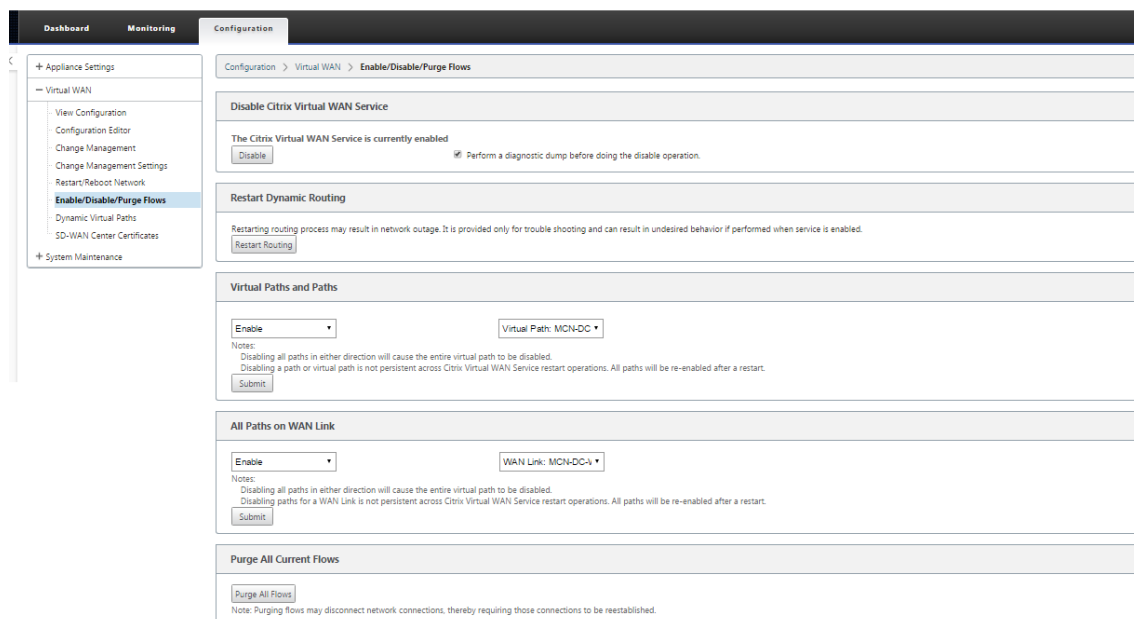 Dashboard Monitoring Configuration
+ Appliance Settings
− Virtual WAN
View Configuration
Configuration Editor
Change Management
Change Management Settings
Restart/Reboot Network
Enable/Disable/Purge Flows
Dynamic Virtual Paths
SD-WAN Center Certificates
+ System Maintenance
Configuration > Virtual WAN > Enable/Disable/Purge Flows
Disable Citrix Virtual WAN Service
The Citrix Virtual WAN Service is currently enabled
Disable Perform a diagnostic dump before doing the disable operation.
Restart Dynamic Routing
Restarting routing process may result in network outage. It is provided only for trouble shooting and can result in undesired behavior if performed when service is enabled.
Restart Routing
Virtual Paths and Paths
Enable Virtual Path: MCN-DC
Notes:
Disabling all paths in either direction will cause the entire virtual path to be disabled.
Disabling a path or virtual path is not persistent across Citrix Virtual WAN Service restart operations. All paths will be re-enabled after a restart.
Submit
All Paths on WAN Link
Enable WAN Link: MCN-DC-
Notes:
Disabling all paths in either direction will cause the entire virtual path to be disabled.
Disabling paths for a WAN Link is not persistent across Citrix Virtual WAN Service restart operations. All paths will be re-enabled after a restart.
Submit
Purge All Current Flows
Purge All Flows
Note: Purging flows may disconnect network connections, thereby requiring those connections to be reestablished.